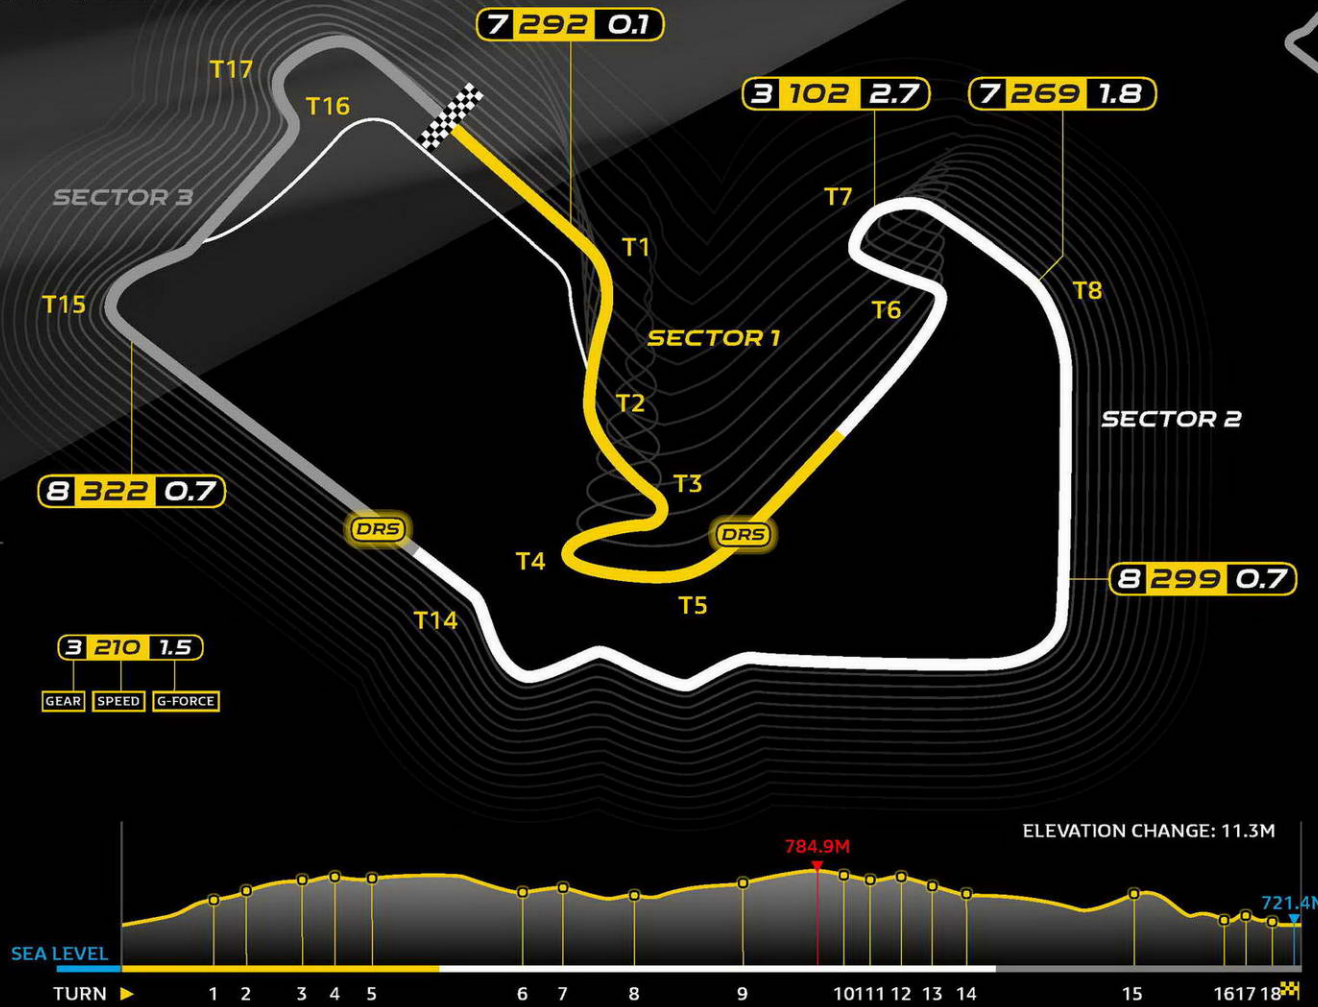 7 292 0.1
T17
3 102 2.7
7 269 1.8
T16
T7
SECTOR 3
T1
T8
T15
T6
SECTOR 1
T2
SECTOR 2
T3
8 322 0.7
DRS
DRS
T4
8 299 0.7
T5
T14
3 210 1.5
GEAR SPEED G-FORCE
ELEVATION CHANGE: 11.3M
784.9M
721.4
SEA LEVEL
TURN 1 2 3 4 5 6 7 8 9 10 11 12 13 14 15 16 17 18